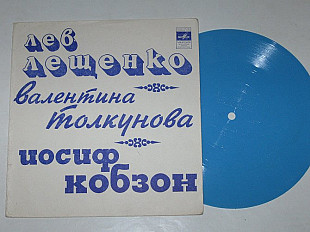 лев
лещенко
валентина
толкунова
иосиф
кобзон